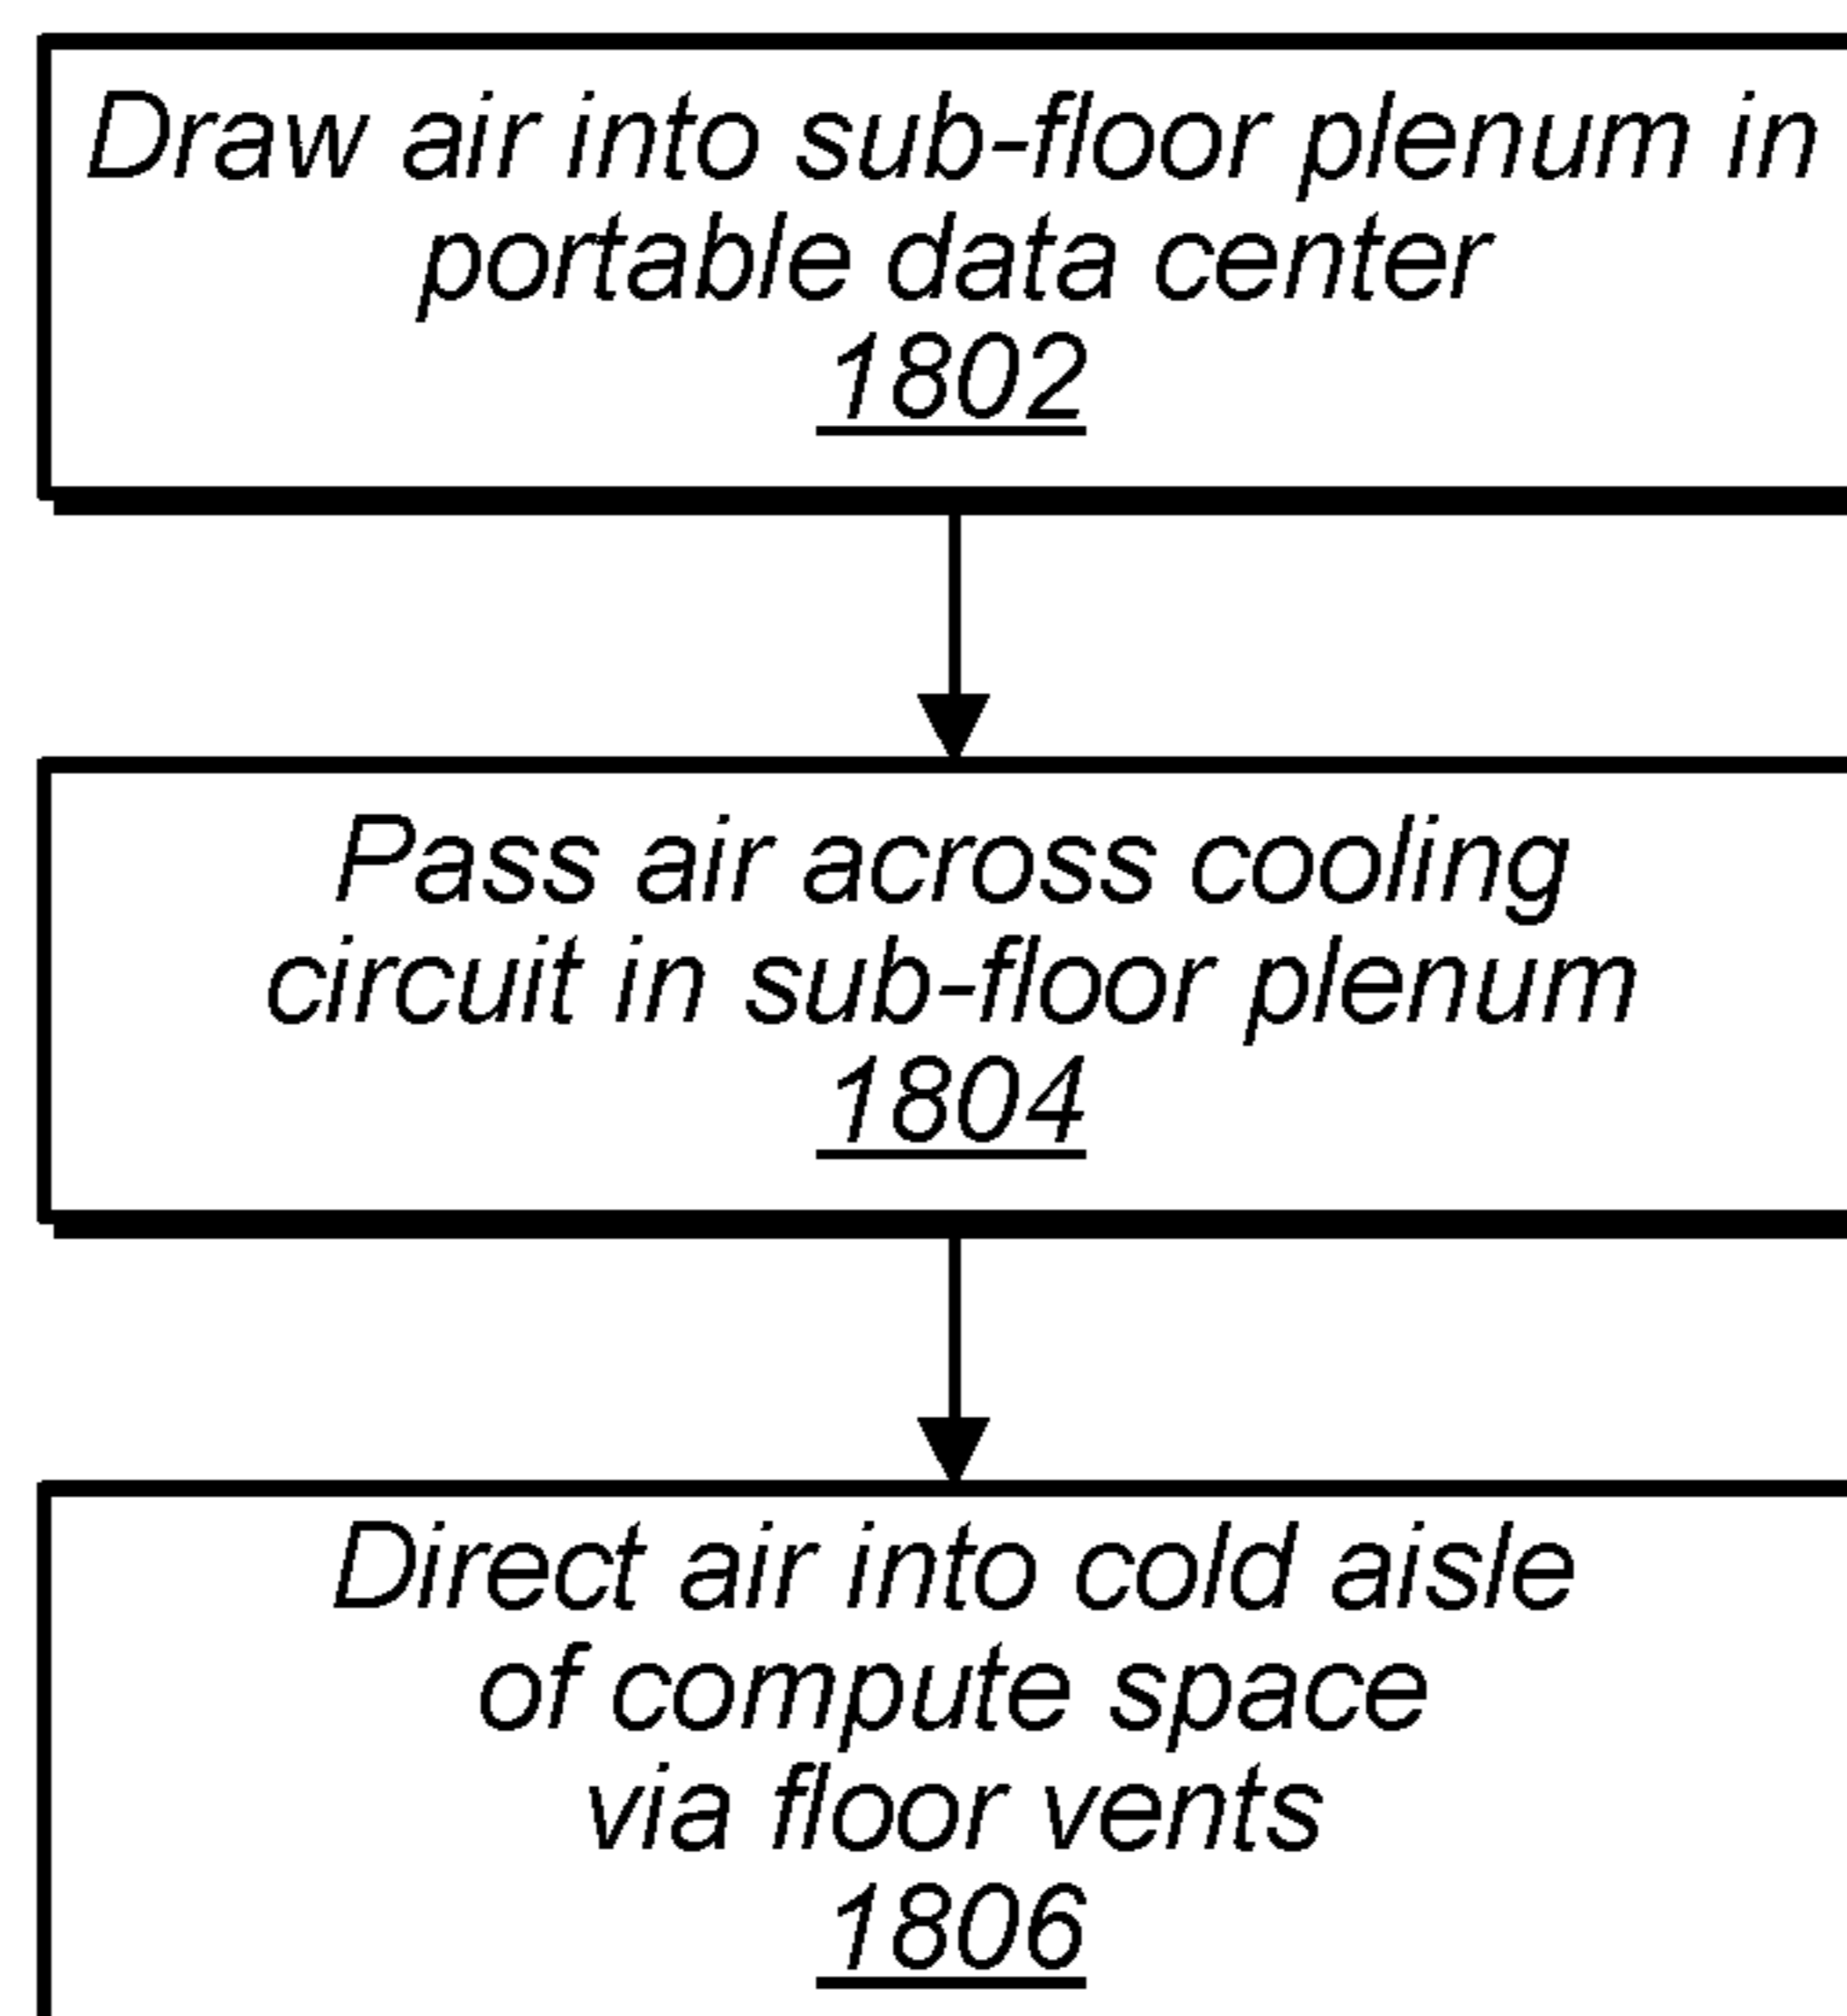 Draw air into sub-floor plenum in
portable data center
1802
Pass air across cooling
circuit in sub-floor plenum
1804
Direct air into cold aisle
of compute space
via floor vents
1806